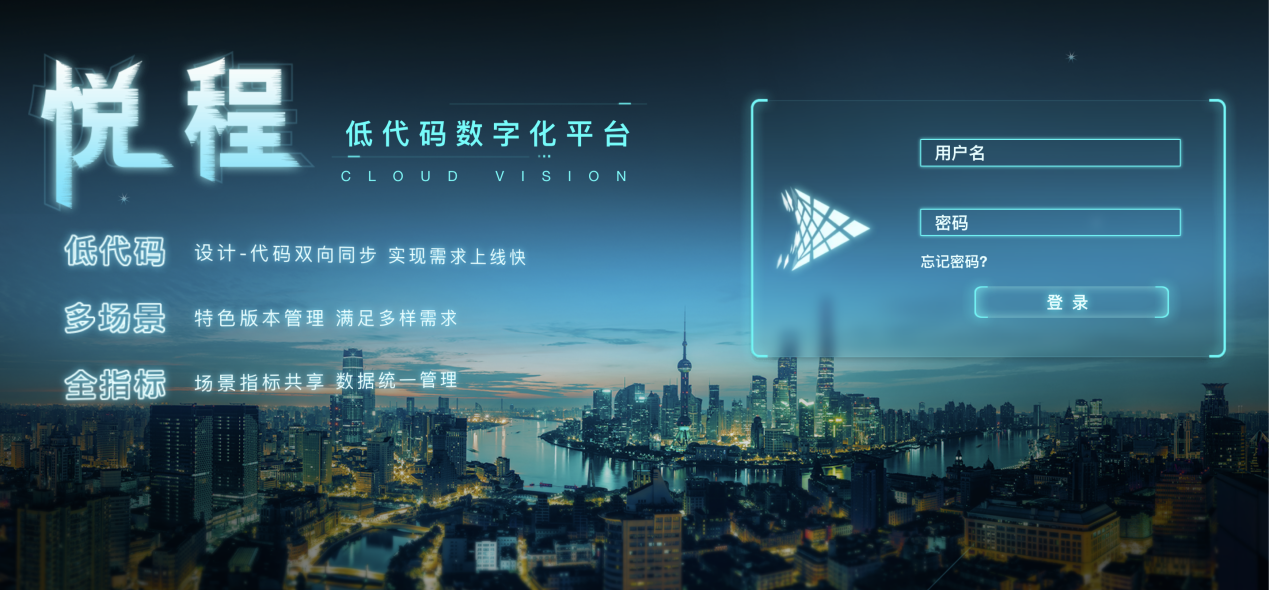 悦程
低代码数字化平台
CLOUD VISION
低代码 设计-代码双向同步 实现需求上线快
多场景 特色版本管理 满足多样需求
全指标 场景指标共享 数据统一管理
用户名
密码
忘记密码?
登录